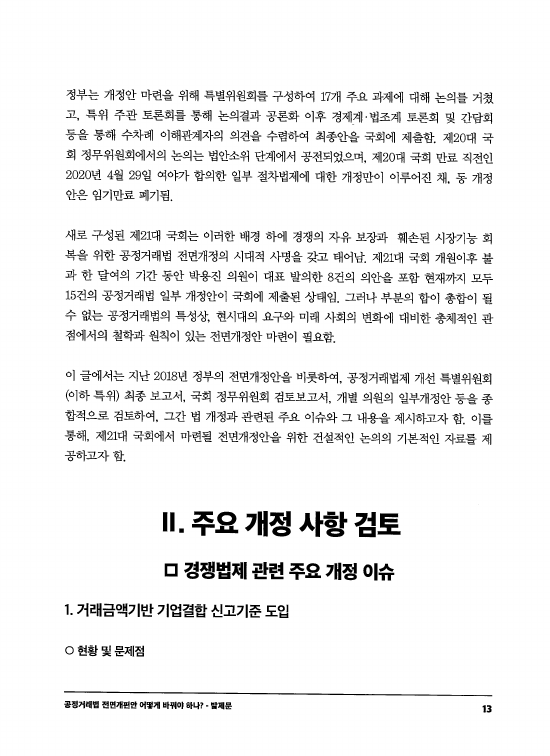 정부는 개정안 마련을 위해 특별위원회를 구성하여 17개 주요 과제에 대해 논의를 거쳤
고, 특위 주관 토론회를 통해 논의결과 공론화 이후 경제계·법조계 토론회 및 간담회
등을 통해 수차례 이해관계자의 의견을 수렴하여 최종안을 국회에 제출함. 제20대 국
회 정무위원회에서의 논의는 법안소위 단계에서 공전되었으며, 제20대 국회 만료 직전인
2020년 4월 29일 여야가 합의한 일부 절차법제에 대한 개정만이 이루어진 채, 동 개정
안은 임기만료 폐기됨.
새로 구성된 제21대 국회는 이러한 배경 하에 경쟁의 자유 보장과 훼손된 시장기능 회
복을 위한 공정거래법 전면개정의 시대적 사명을 갖고 태어남. 제21대 국회 개원이후 불
과 한 달여의 기간 동안 박용진 의원이 대표 발의한 8건의 의안을 포함 현재까지 모두
15건의 공정거래법 일부 개정안이 국회에 제출된 상태임. 그러나 부분의 합이 총합이 될
수 없는 공정거래법의 특성상, 현시대의 요구와 미래 사회의 변화에 대비한 총체적인 관
점에서의 철학과 원칙이 있는 전면개정안 마련이 필요함.
이 글에서는 지난 2018년 정부의 전면개정안을 비롯하여, 공정거래법제 개선 특별위원회
(이하 특위) 최종 보고서, 국회 정무위원회 검토보고서, 개별 의원의 일부개정안 등을 종
합적으로 검토하여, 그간 법 개정과 관련된 주요 이슈와 그 내용을 제시하고자 함. 이를
통해, 제21대 국회에서 마련될 전면개정안을 위한 건설적인 논의의 기본적인 자료를 제
공하고자 함.
II. 주요 개정 사항 검토
□ 경쟁법제 관련 주요 개정 이슈
1. 거래금액기반 기업결합 신고기준 도입
○ 현황 및 문제점
공정거래법 전면개편안 어떻게 바꿔야 하나? - 발제문
13